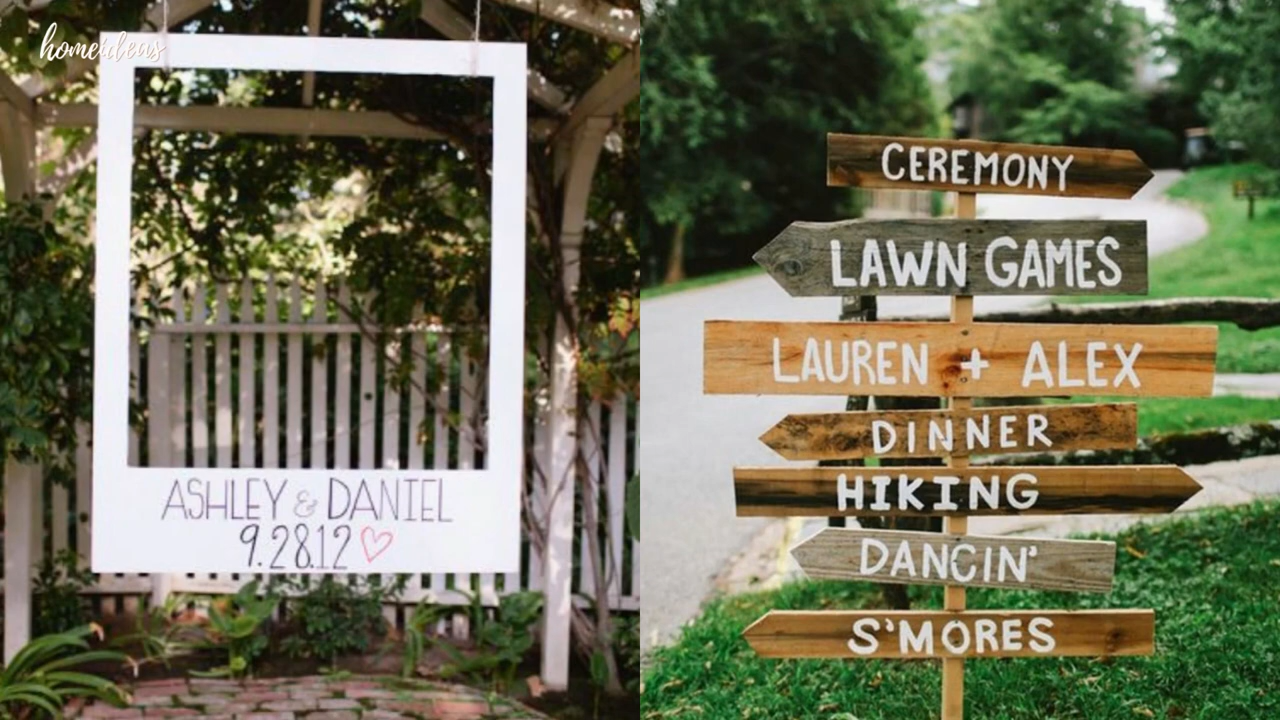 homeideas
ASHLEY & DANIEL
9.28.12
CEREMONY
LAWN GAMES
LAUREN + ALEX
DINNER
HIKING
DANCIN'
S'MORES